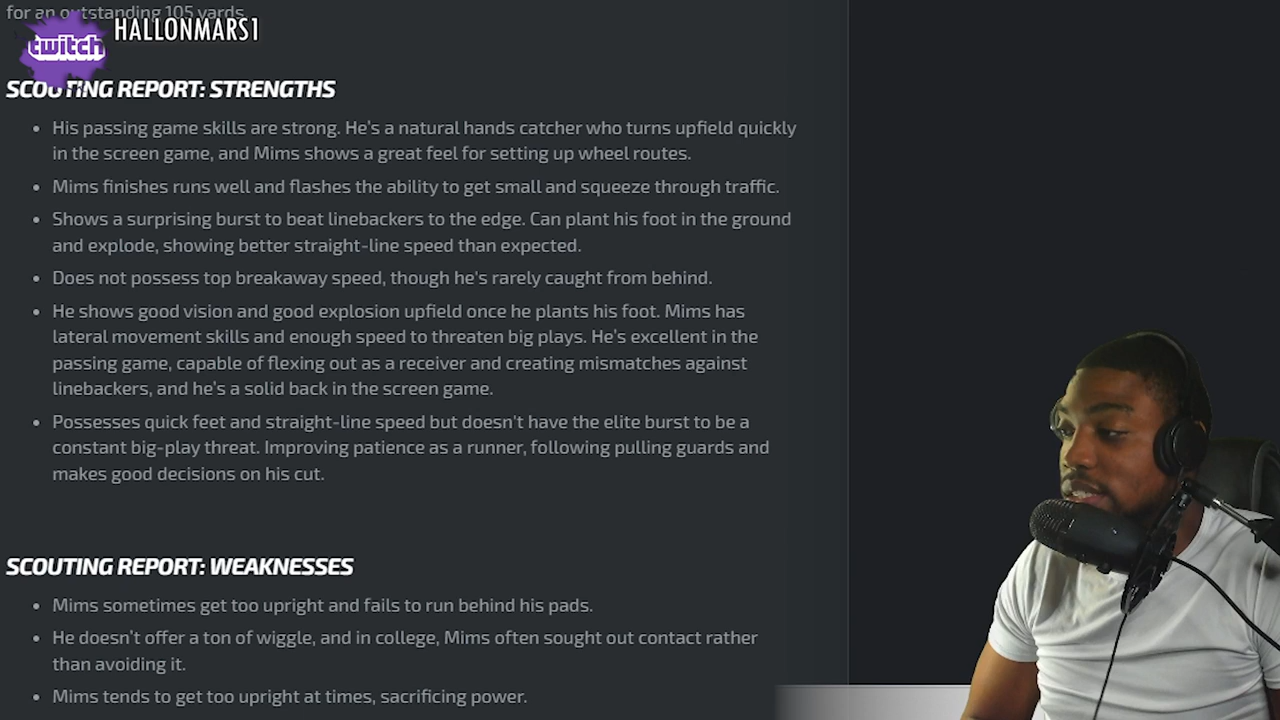 for an outstanding 105 yards
twitch
HALLONMARS1
SCOUTING REPORT: STRENGTHS
His passing game skills are strong. He's a natural hands catcher who turns upfield quickly
in the screen game, and Mims shows a great feel for setting up wheel routes.
Mims finishes runs well and flashes the ability to get small and squeeze through traffic.
Shows a surprising burst to beat linebackers to the edge. Can plant his foot in the ground
and explode, showing better straight-line speed than expected.
Does not possess top breakaway speed, though he's rarely caught from behind.
He shows good vision and good explosion upfield once he plants his foot. Mims has
lateral movement skills and enough speed to threaten big plays. He's excellent in the
passing game, capable of flexing out as a receiver and creating mismatches against
linebackers, and he's a solid back in the screen game.
Possesses quick feet and straight-line speed but doesn't have the elite burst to be a
constant big-play threat. Improving patience as a runner, following pulling guards and
makes good decisions on his cut.
SCOUTING REPORT: WEAKNESSES
Mims sometimes get too upright and fails to run behind his pads.
He doesn't offer a ton of wiggle, and in college, Mims often sought out contact rather
than avoiding it.
Mims tends to get too upright at times, sacrificing power.